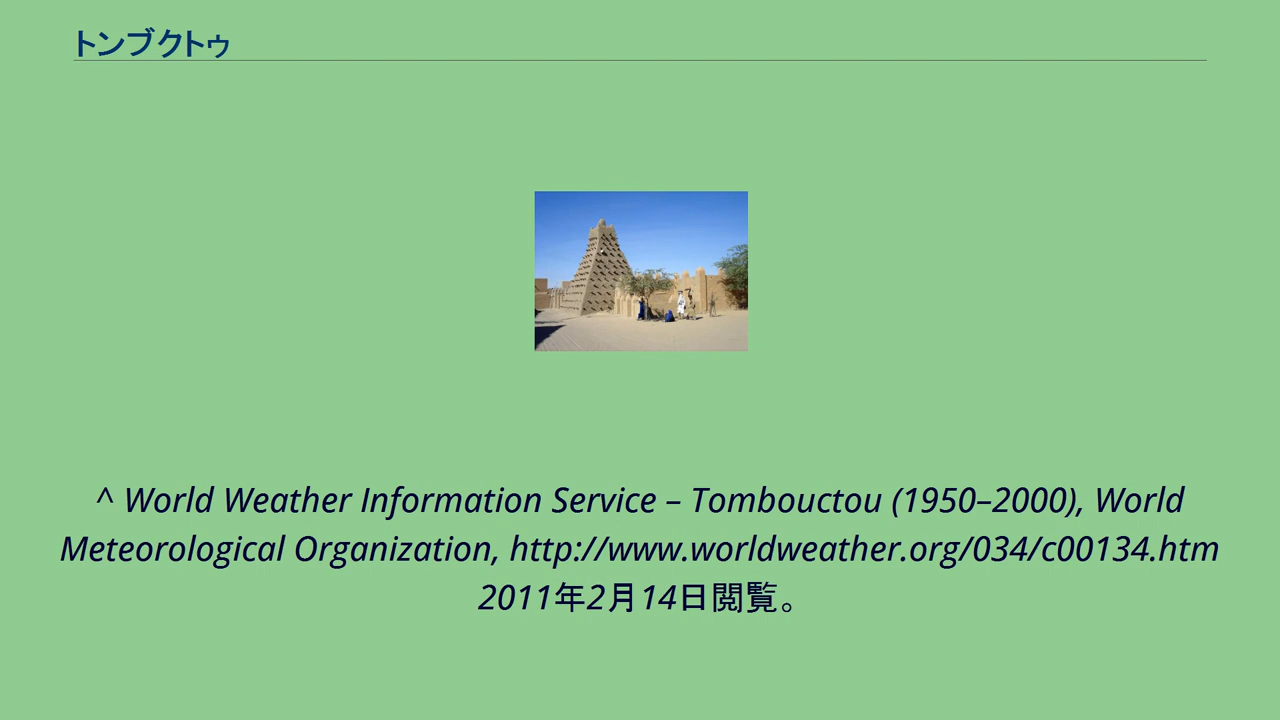 トンブクトゥ
^ World Weather Information Service – Tombouctou (1950–2000), World
Meteorological Organization, http://www.worldweather.org/034/c00134.htm
2011年2月14日閲覧。